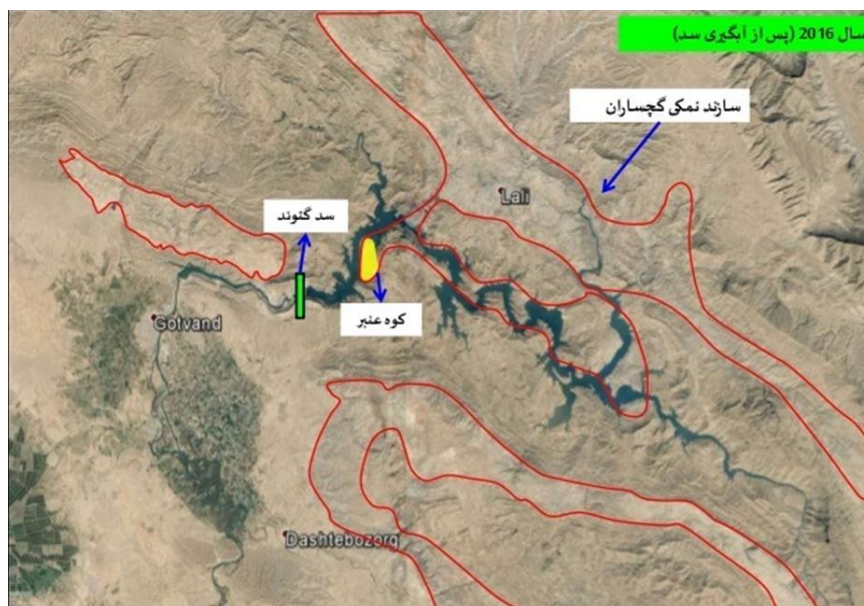 سال 2016 (پس از آبگیری سد)
سازند نمکی گچساران
Lali
سد گتوند
کوه عنبر
Gotvand
Dashtebozorg